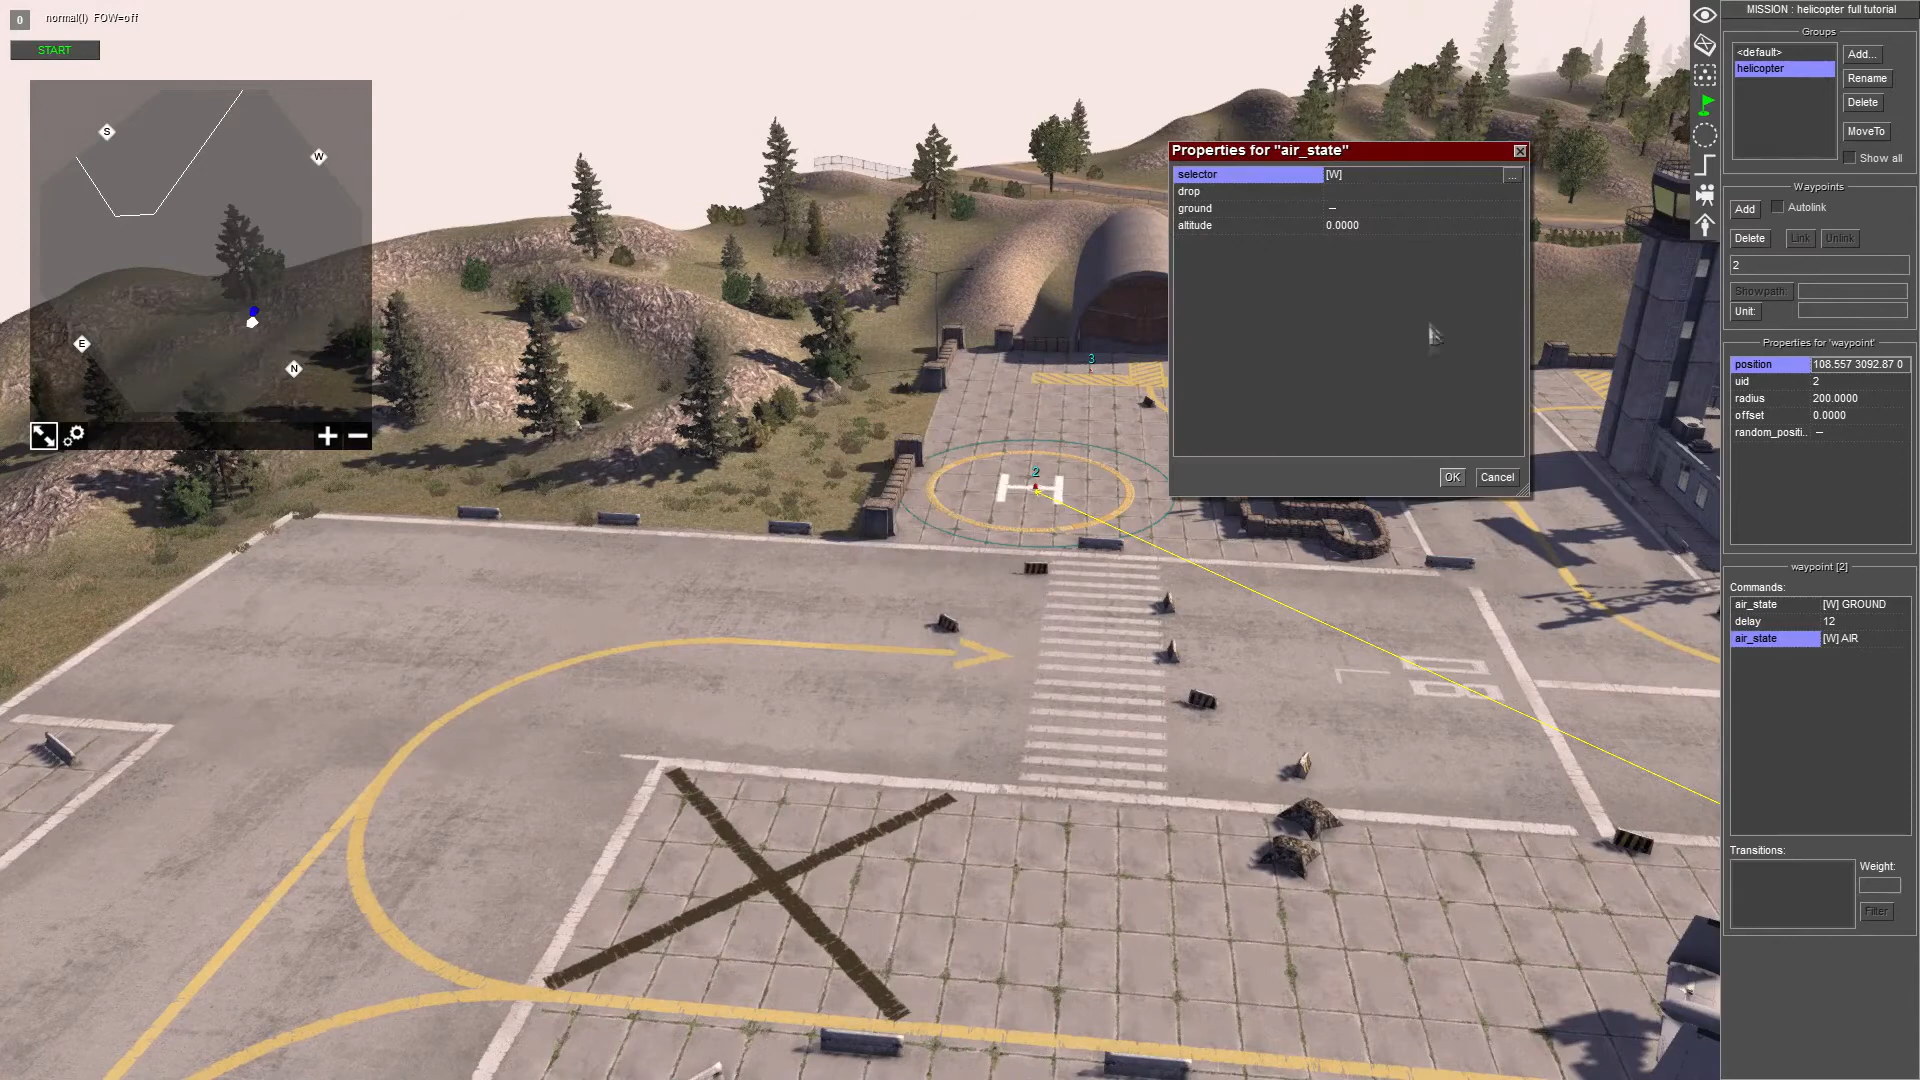 0 normal(l) FOW=off
START
S
W
E
N
3
2
H
Properties for "air_state"
selector [W] ...
drop
ground –
altitude 0.0000
OK Cancel
MISSION : helicopter full tutorial
Groups
<default>
helicopter
Add...
Rename
Delete
MoveTo
Show all
Waypoints
Add Autolink
Delete Link Unlink
2
Show path:
Unit:
Properties for 'waypoint'
position 108.557 3092.87 0
uid 2
radius 200.0000
offset 0.0000
random_positi.. –
waypoint [2]
Commands:
air_state [W] GROUND
delay 12
air_state [W] AIR
Transitions:
Weight:
Filter